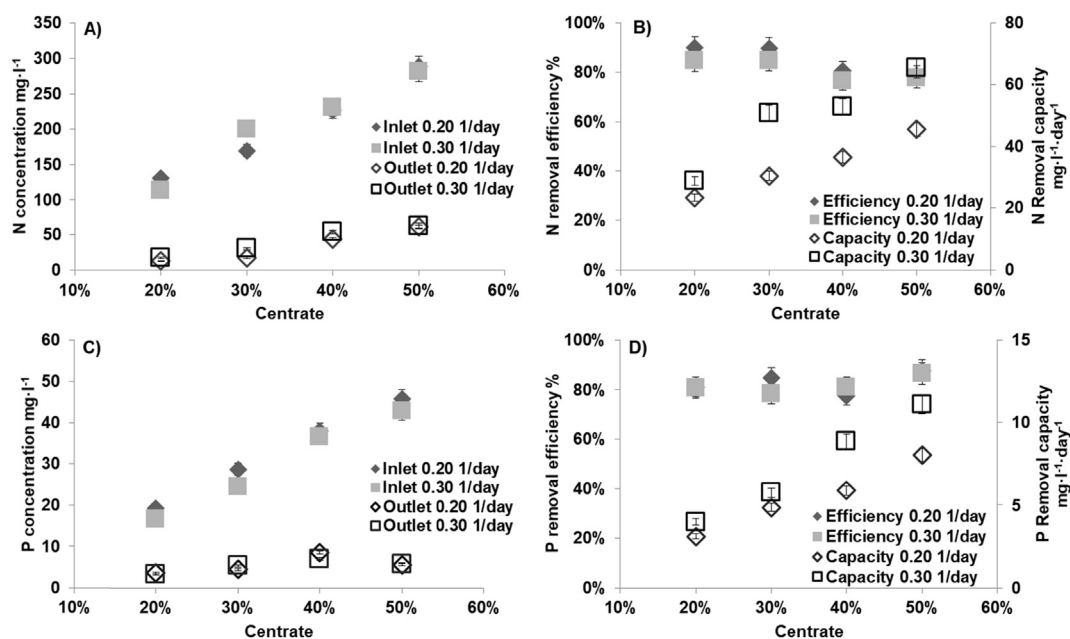 A)
N concentration mg·l⁻¹
350
300
250
200
150
100
50
0
10%
20%
30%
40%
50%
60%
Centrate
Inlet 0.20 1/day
Inlet 0.30 1/day
Outlet 0.20 1/day
Outlet 0.30 1/day
B)
N removal efficiency %
100%
80%
60%
40%
20%
0%
10%
20%
30%
40%
50%
60%
Centrate
80
60
40
20
0
N Removal capacity
mg·l⁻¹·day⁻¹
Efficiency 0.20 1/day
Efficiency 0.30 1/day
Capacity 0.20 1/day
Capacity 0.30 1/day
C)
P concentration mg·l⁻¹
60
50
40
30
20
10
0
10%
20%
30%
40%
50%
60%
Centrate
Inlet 0.20 1/day
Inlet 0.30 1/day
Outlet 0.20 1/day
Outlet 0.30 1/day
D)
P removal efficiency %
100%
80%
60%
40%
20%
0%
10%
20%
30%
40%
50%
60%
Centrate
15
10
5
0
P Removal capacity
mg·l⁻¹·day⁻¹
Efficiency 0.20 1/day
Efficiency 0.30 1/day
Capacity 0.20 1/day
Capacity 0.30 1/day